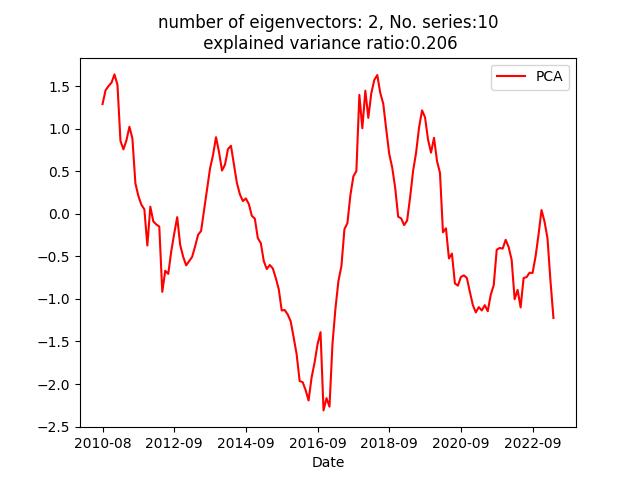 number of eigenvectors: 2, No. series:10
explained variance ratio:0.206
PCA
1.5
1.0
0.5
0.0
−0.5
−1.0
−1.5
−2.0
−2.5
2010-08 2012-09 2014-09 2016-09 2018-09 2020-09 2022-09
Date